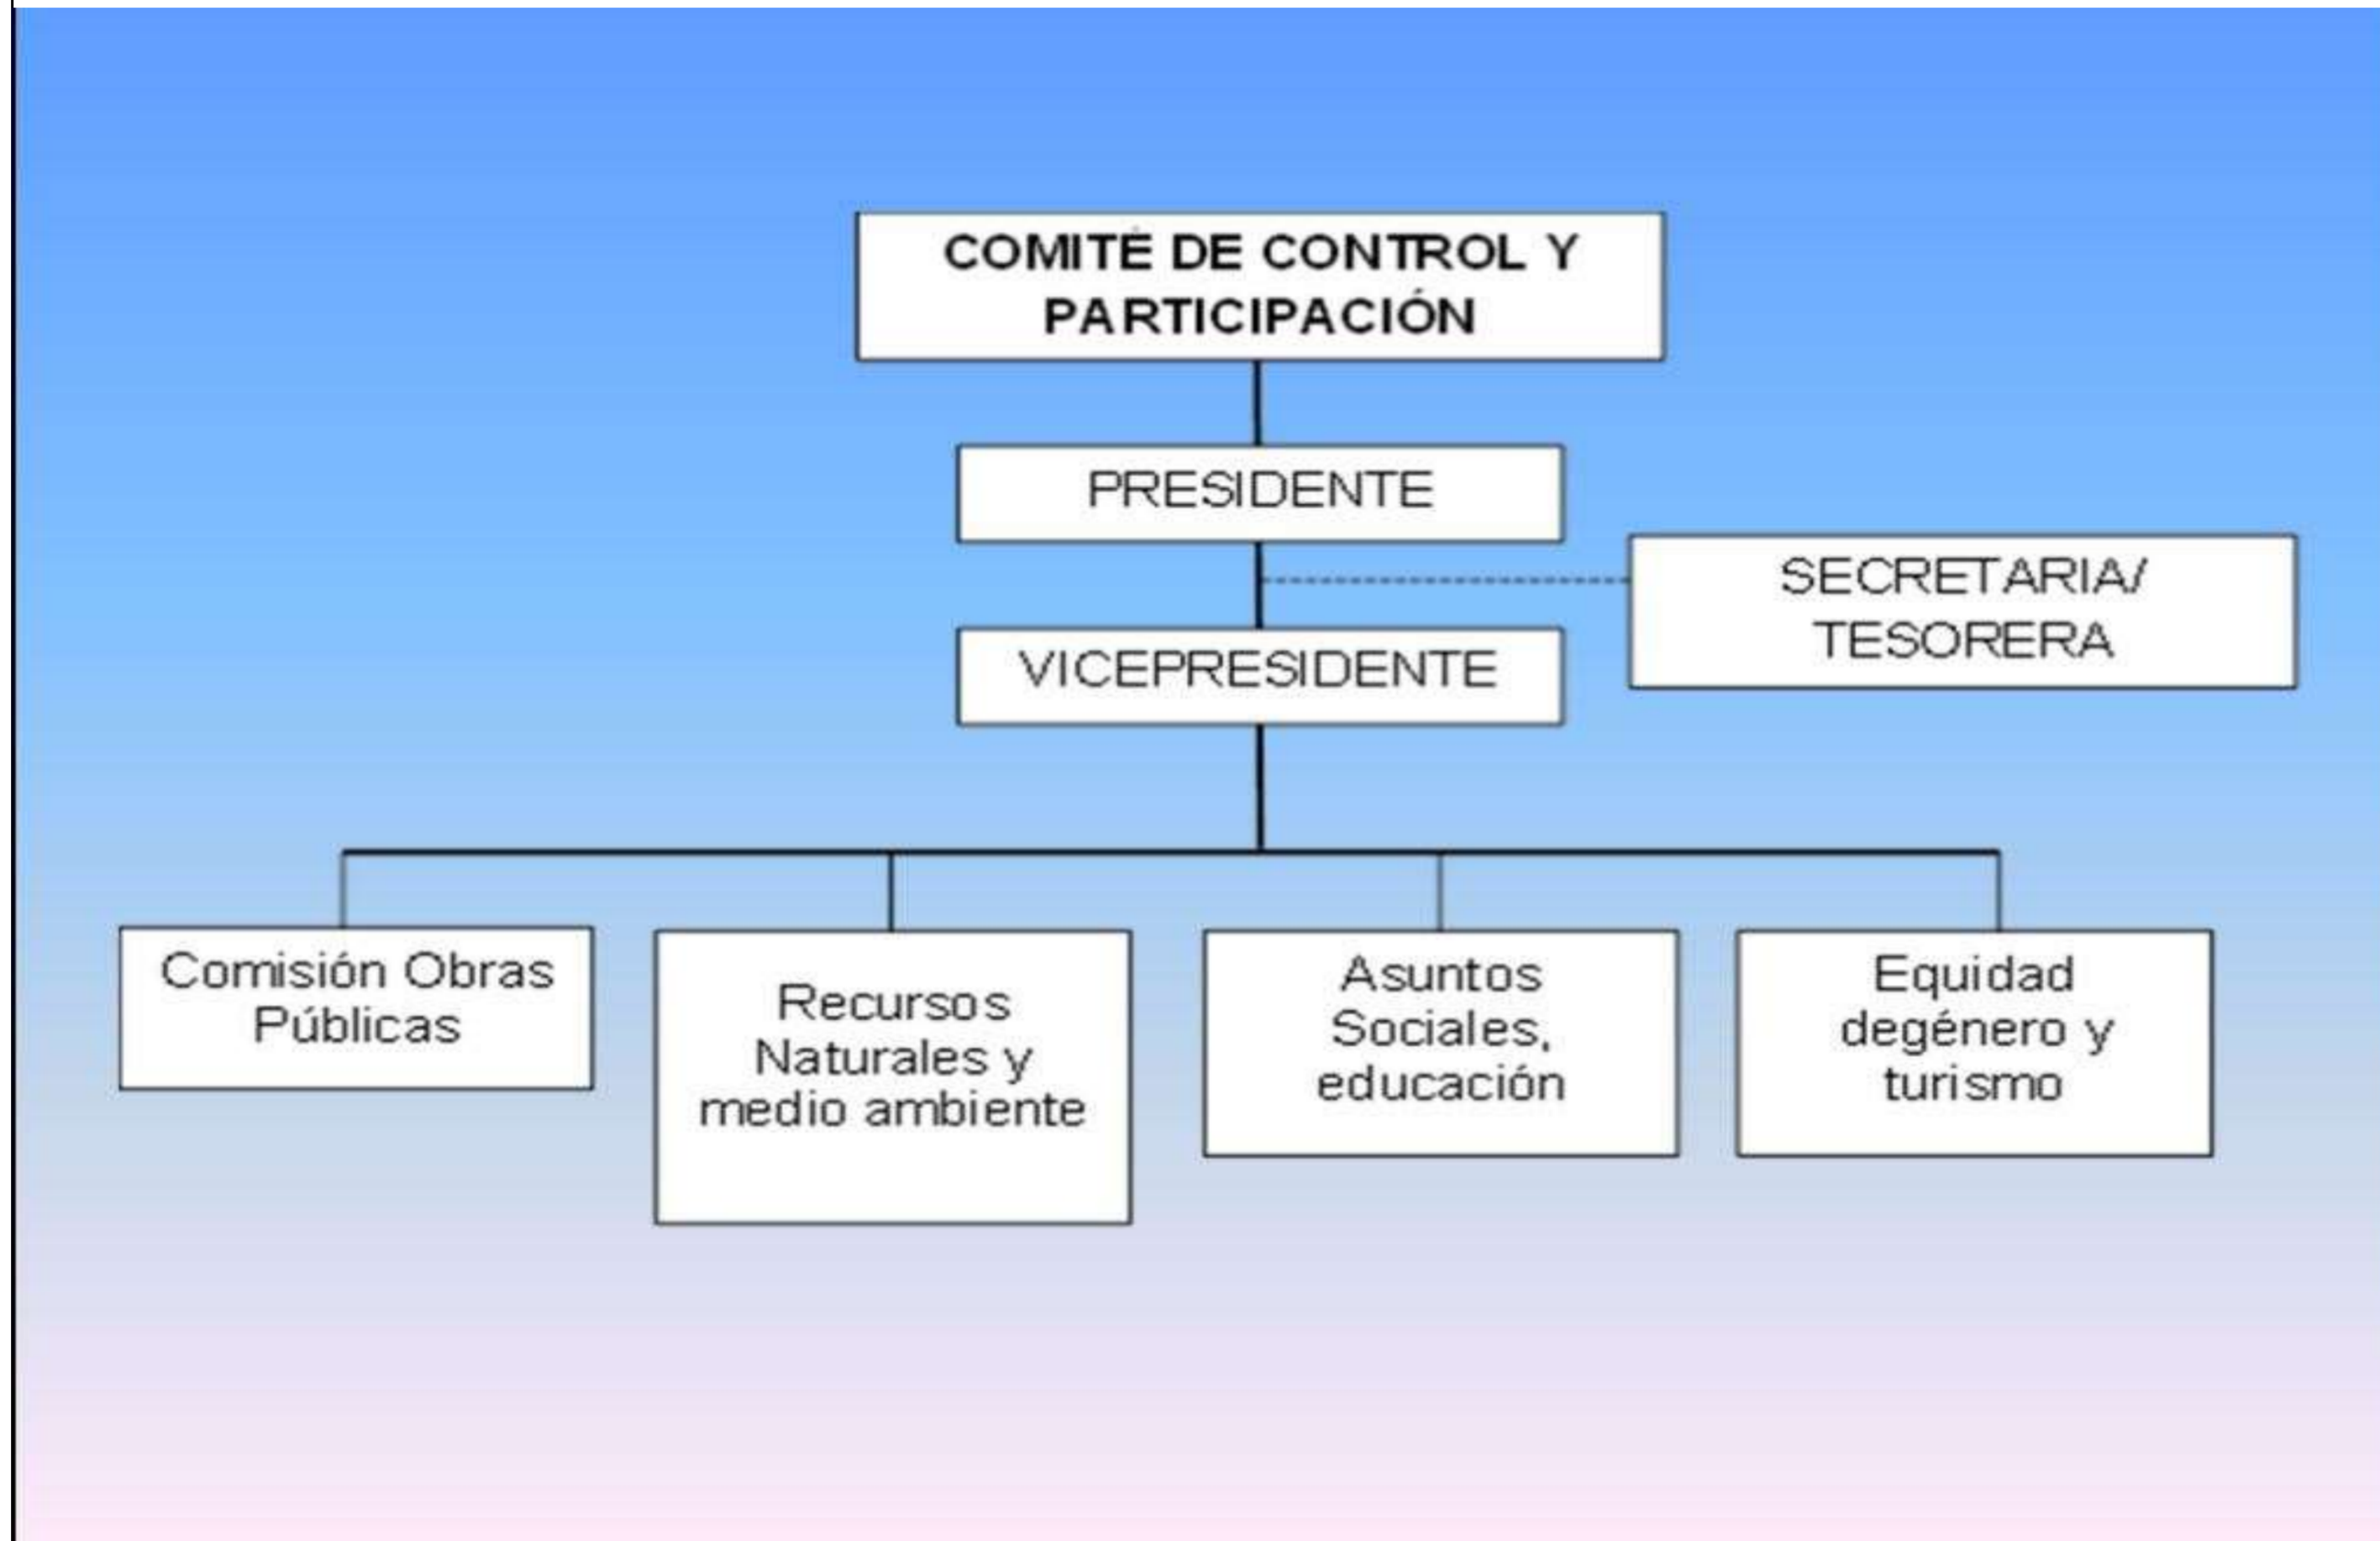 COMITÉ DE CONTROL Y
PARTICIPACIÓN
PRESIDENTE
SECRETARIA/
TESORERA
VICEPRESIDENTE
Comisión Obras
Públicas
Recursos
Naturales y
medio ambiente
Asuntos
Sociales,
educación
Equidad
degénero y
turismo